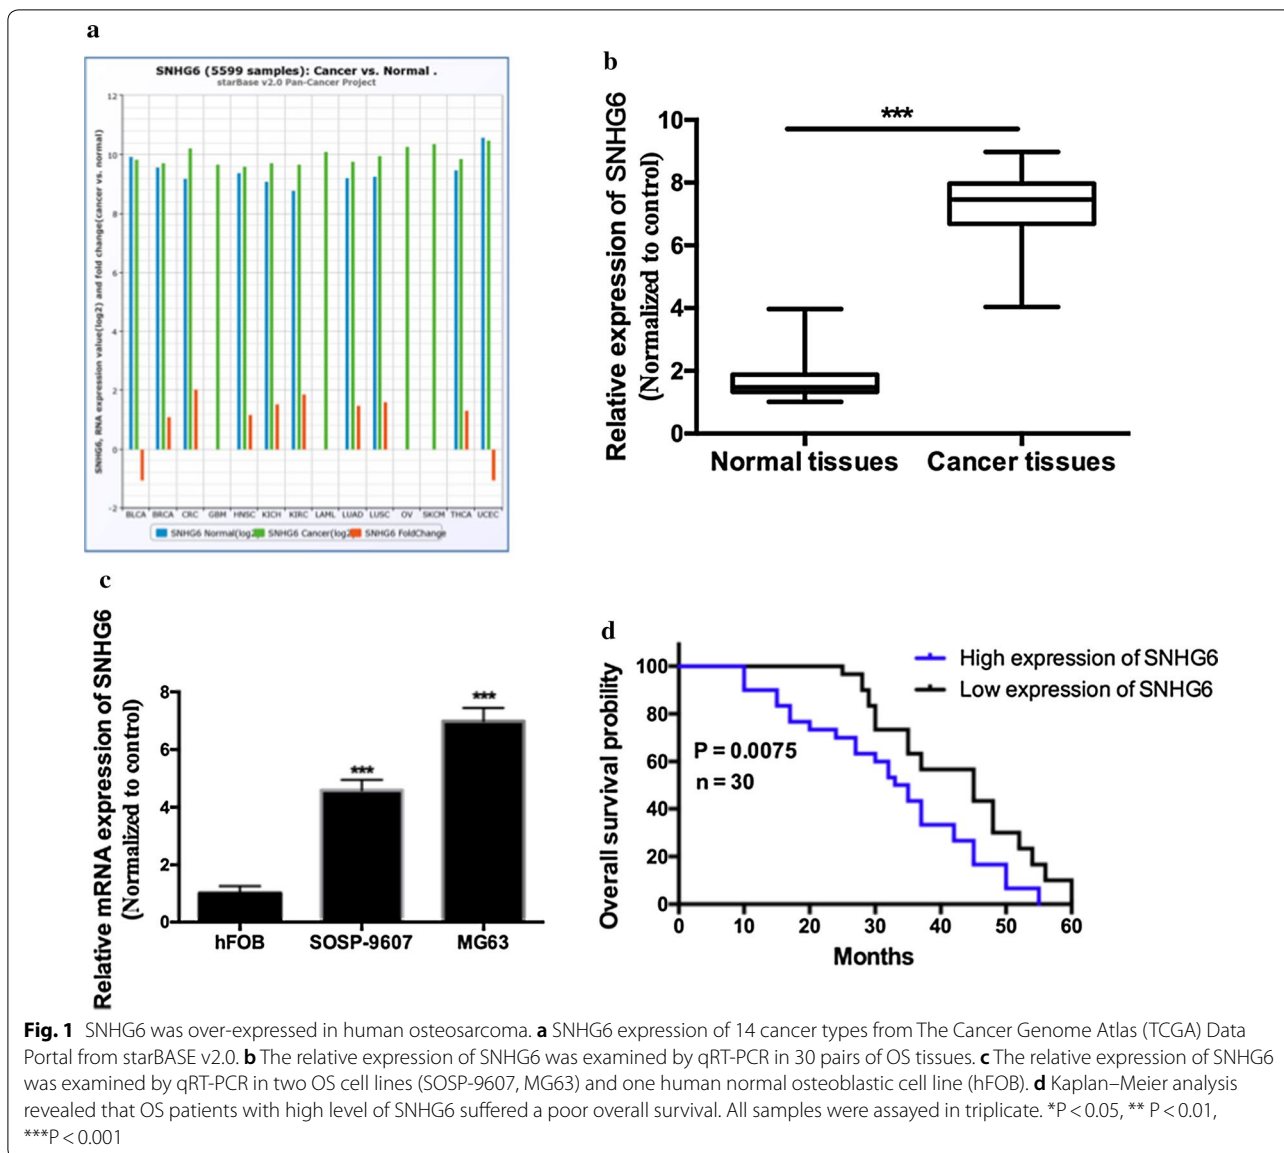 a
SNHG6 (5599 samples): Cancer vs. Normal .
starBase v2.0 Pan-Cancer Project
SNHG6, RNA expression value(log2) and fold change(cancer vs. normal)
12
10
8
6
4
2
0
-2
BLCA BRCA CRC GBM HNSC KICH KIRC LAML LUAD LUSC OV SKCM THCA UCEC
SNHG6 Normal(log2 SNHG6 Cancer(log2 SNHG6 FoldChange
b
Relative expression of SNHG6
(Normalized to control)
10
8
6
4
2
0
***
Normal tissues Cancer tissues
c
Relative mRNA expression of SNHG6
(Normalized to control)
8
6
4
2
0
***
***
hFOB SOSP-9607 MG63
d
Overall survival probility
100
80
60
40
20
0
High expression of SNHG6
Low expression of SNHG6
P = 0.0075
n = 30
0 10 20 30 40 50 60
Months
Fig. 1 SNHG6 was over-expressed in human osteosarcoma. a SNHG6 expression of 14 cancer types from The Cancer Genome Atlas (TCGA) Data
Portal from starBASE v2.0. b The relative expression of SNHG6 was examined by qRT-PCR in 30 pairs of OS tissues. c The relative expression of SNHG6
was examined by qRT-PCR in two OS cell lines (SOSP-9607, MG63) and one human normal osteoblastic cell line (hFOB). d Kaplan–Meier analysis
revealed that OS patients with high level of SNHG6 suffered a poor overall survival. All samples were assayed in triplicate. *P < 0.05, ** P < 0.01,
***P < 0.001